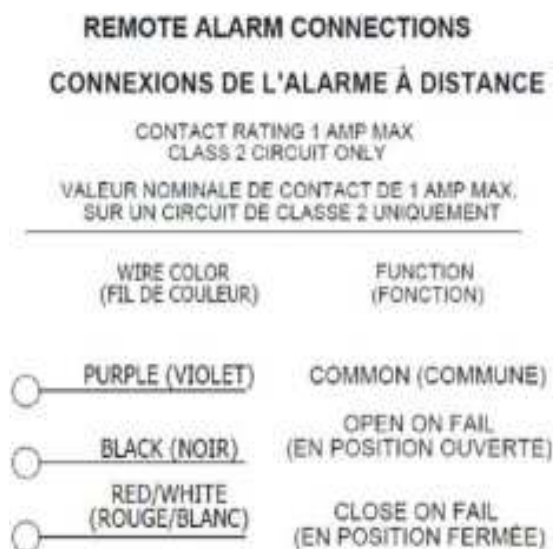 REMOTE ALARM CONNECTIONS
CONNEXIONS DE L'ALARME À DISTANCE
CONTACT RATING 1 AMP MAX
CLASS 2 CIRCUIT ONLY
VALEUR NOMINALE DE CONTACT DE 1 AMP MAX.
SUR UN CIRCUIT DE CLASSE 2 UNIQUEMENT
WIRE COLOR
(FIL DE COULEUR)
FUNCTION
(FONCTION)
PURPLE (VIOLET)
COMMON (COMMUNE)
BLACK (NOIR)
OPEN ON FAIL
(EN POSITION OUVERTE)
RED/WHITE
(ROUGE/BLANC)
CLOSE ON FAIL
(EN POSITION FERMÉE)